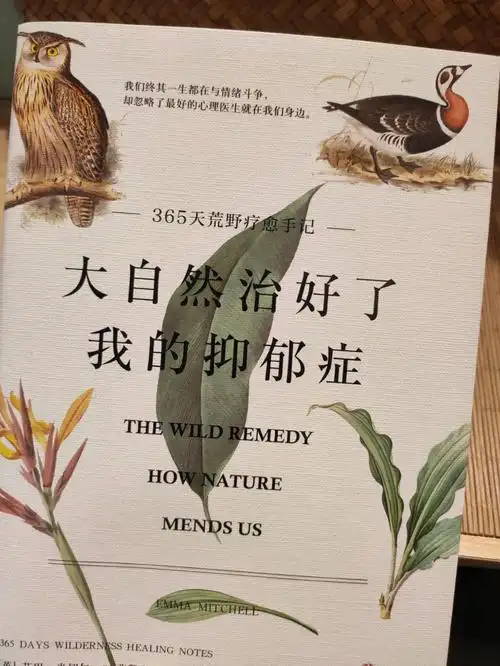 我们终其一生都在与情绪斗争，
却忽略了最好的心理医生就在我们身边。
365天荒野疗愈手记
大自然治好了
我的抑郁症
THE WILD REMEDY
HOW NATURE
MENDS US
EMMA MITCHELL
365 DAYS WILDERNESS HEALING NOTES